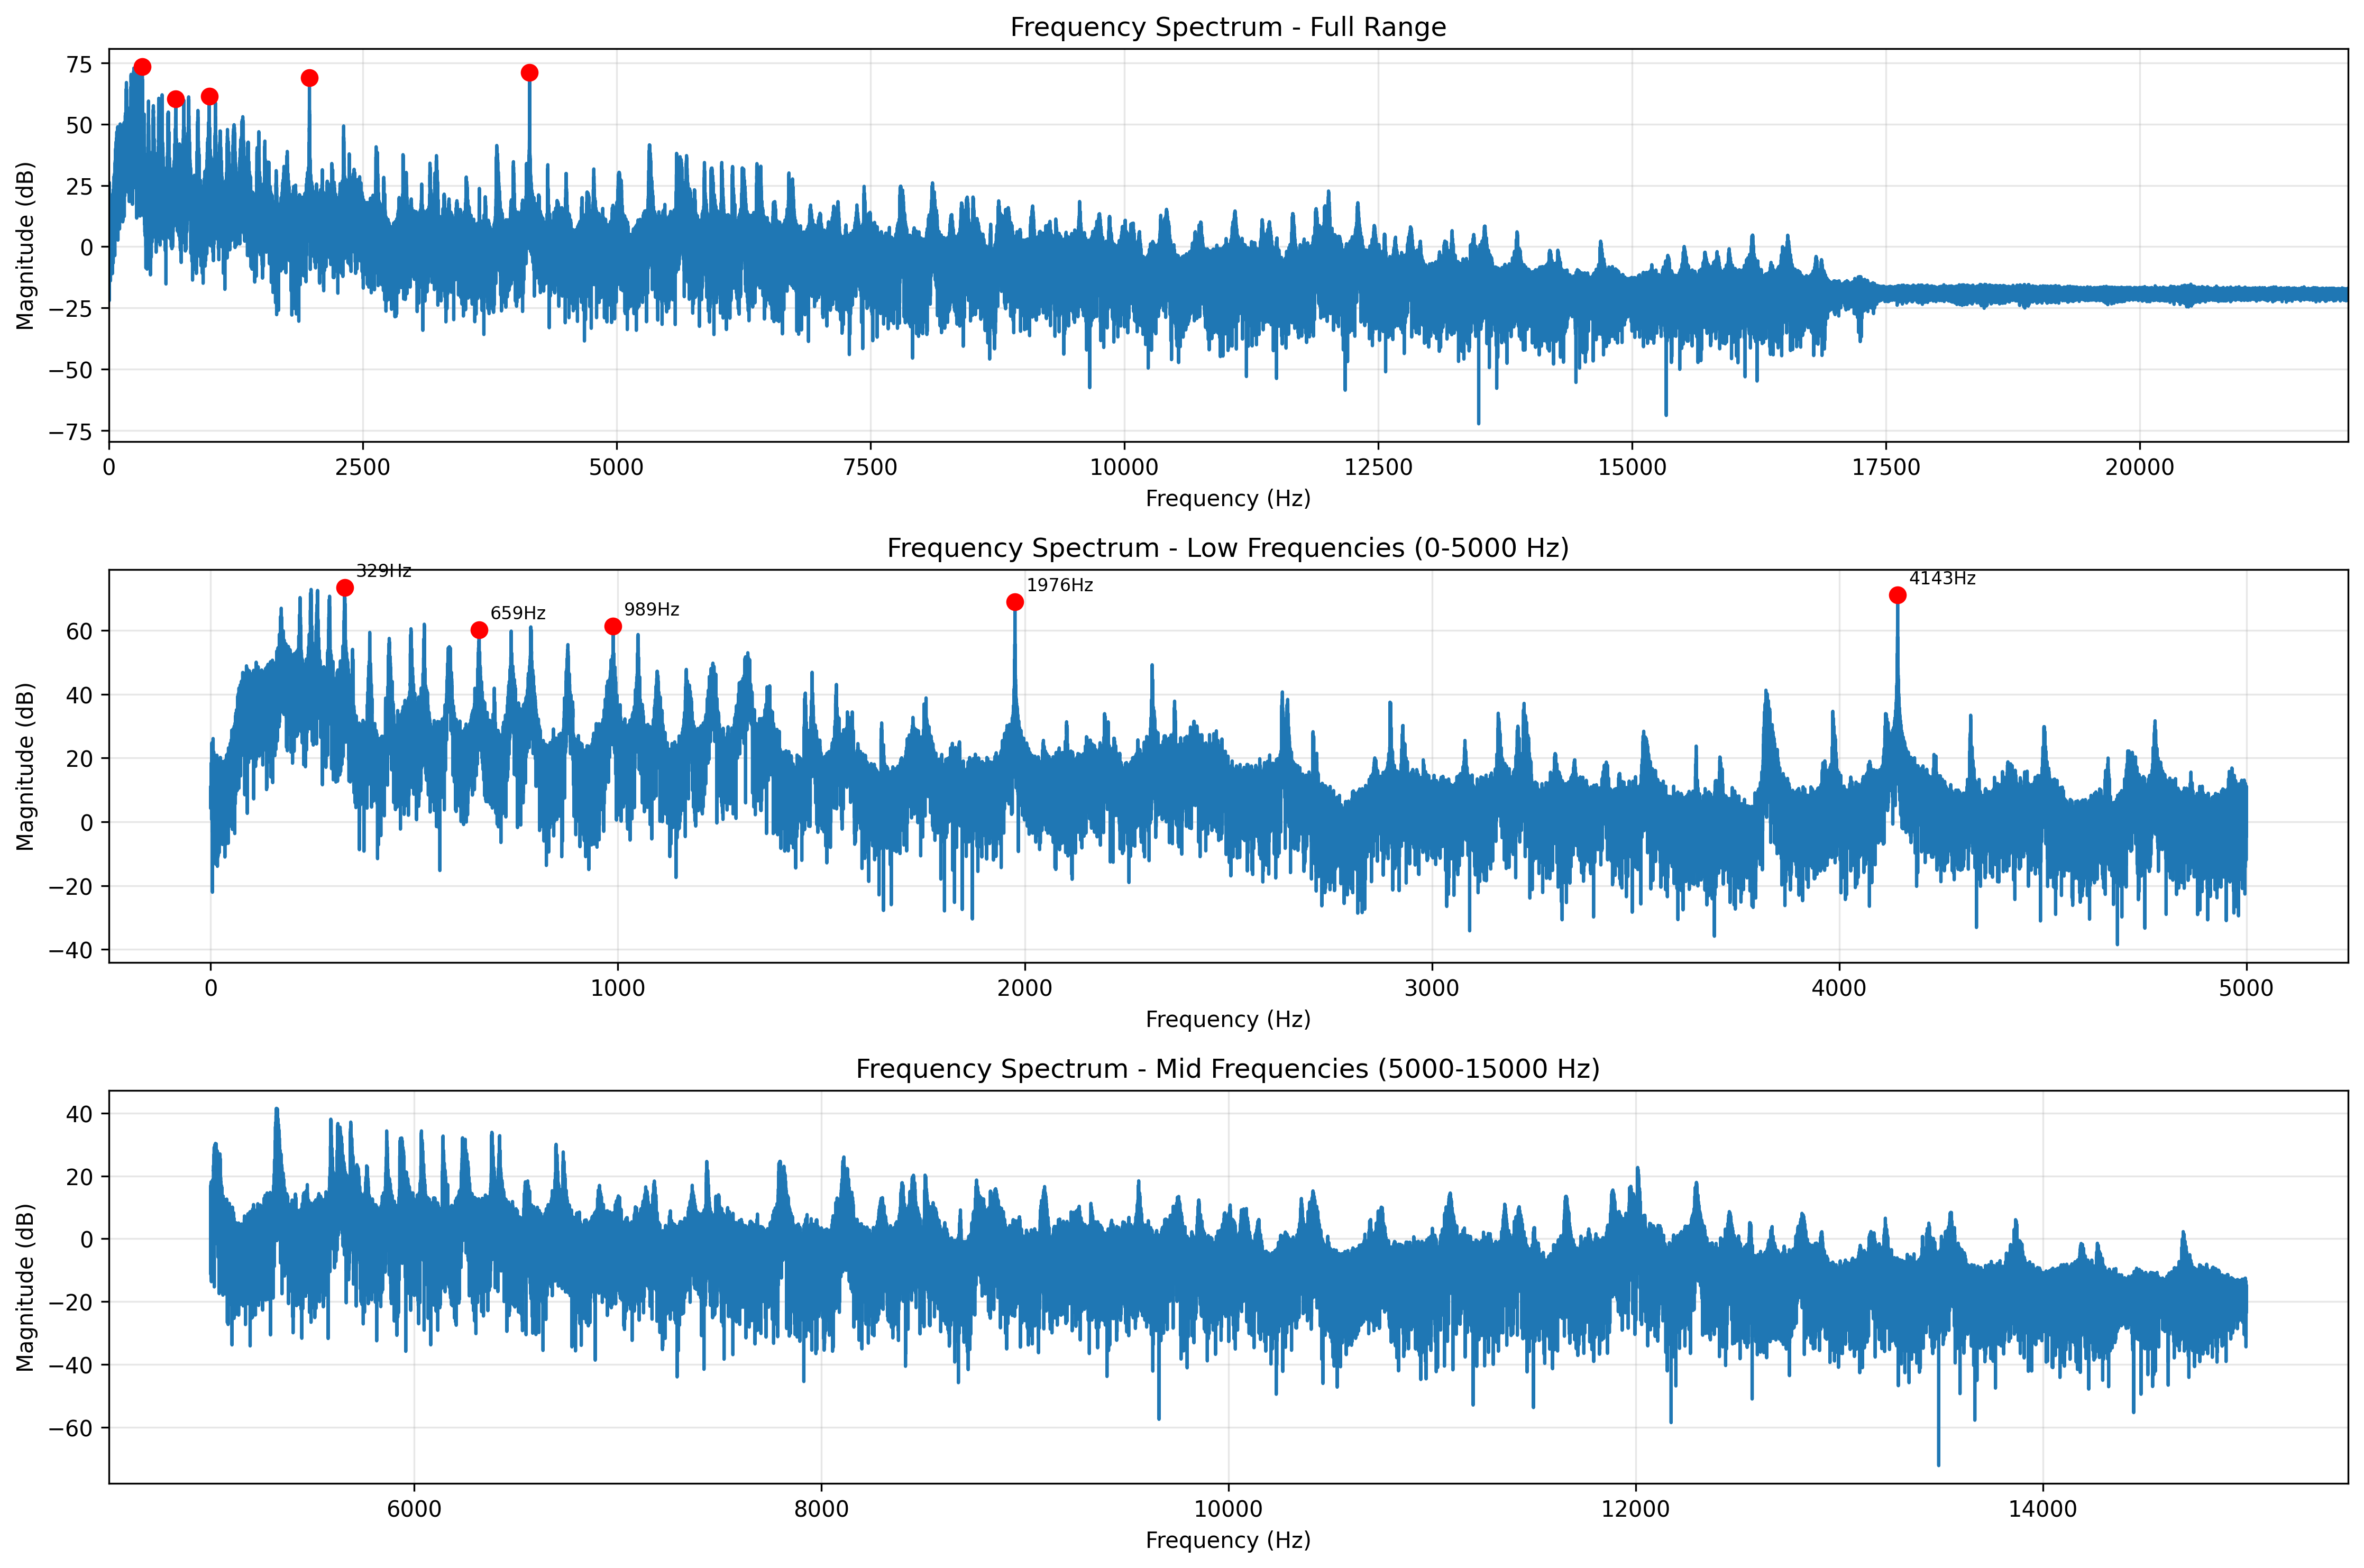 Frequency Spectrum - Full Range
Magnitude (dB)
75
50
25
0
−25
−50
−75
0 2500 5000 7500 10000 12500 15000 17500 20000
Frequency (Hz)
Frequency Spectrum - Low Frequencies (0-5000 Hz)
Magnitude (dB)
329Hz
659Hz
989Hz
1976Hz
4143Hz
60
40
20
0
−20
−40
0 1000 2000 3000 4000 5000
Frequency (Hz)
Frequency Spectrum - Mid Frequencies (5000-15000 Hz)
Magnitude (dB)
40
20
0
−20
−40
−60
6000 8000 10000 12000 14000
Frequency (Hz)